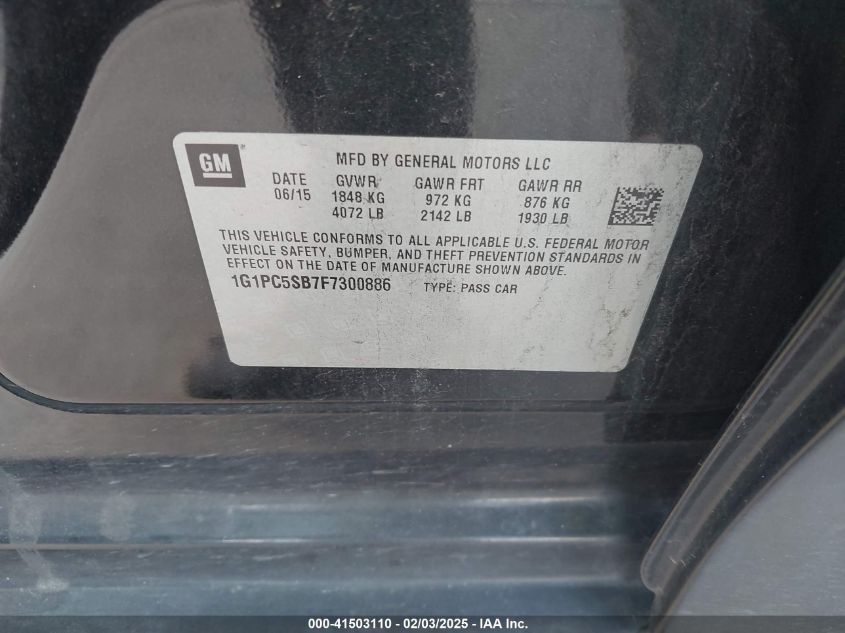 GM
MFD BY GENERAL MOTORS LLC
DATE GVWR GAWR FRT GAWR RR
06/15 1848 KG 972 KG 876 KG
4072 LB 2142 LB 1930 LB
THIS VEHICLE CONFORMS TO ALL APPLICABLE U.S. FEDERAL MOTOR
VEHICLE SAFETY, BUMPER, AND THEFT PREVENTION STANDARDS IN
EFFECT ON THE DATE OF MANUFACTURE SHOWN ABOVE.
1G1PC5SB7F7300886 TYPE: PASS CAR
000-41503110 - 02/03/2025 - IAA Inc.